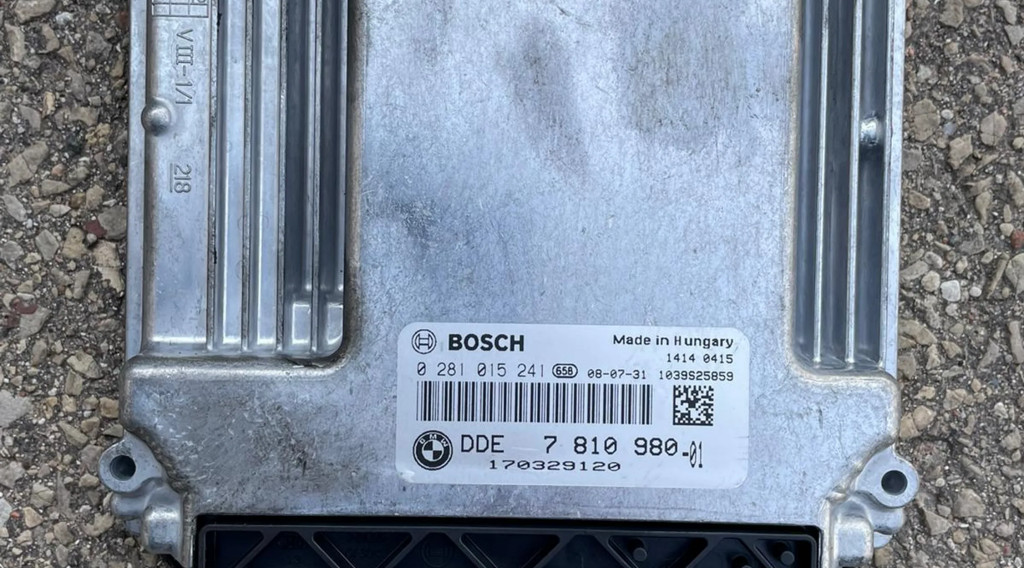 VIII-1/1
218
BOSCH
Made in Hungary
1414 0415
0 281 015 241 658 08-07-31 1039S25859
BMW
DDE 7 810 980-01
170329120